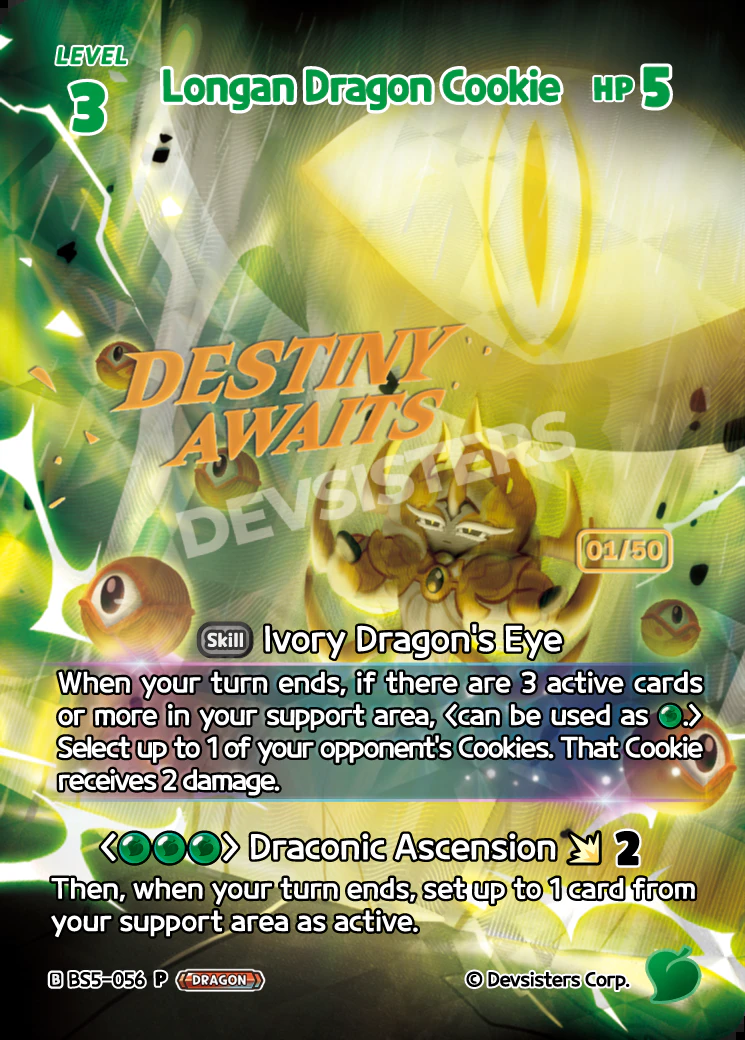 LEVEL
3
Longan Dragon Cookie
HP 5
DESTINY
AWAITS
DEVSISTERS
01/50
Skill Ivory Dragon's Eye
When your turn ends, if there are 3 active cards
or more in your support area, <can be used as .>
Select up to 1 of your opponent's Cookies. That Cookie
receives 2 damage.
< > Draconic Ascension 2
Then, when your turn ends, set up to 1 card from
your support area as active.
B BS5-056 P DRAGON
© Devsisters Corp.